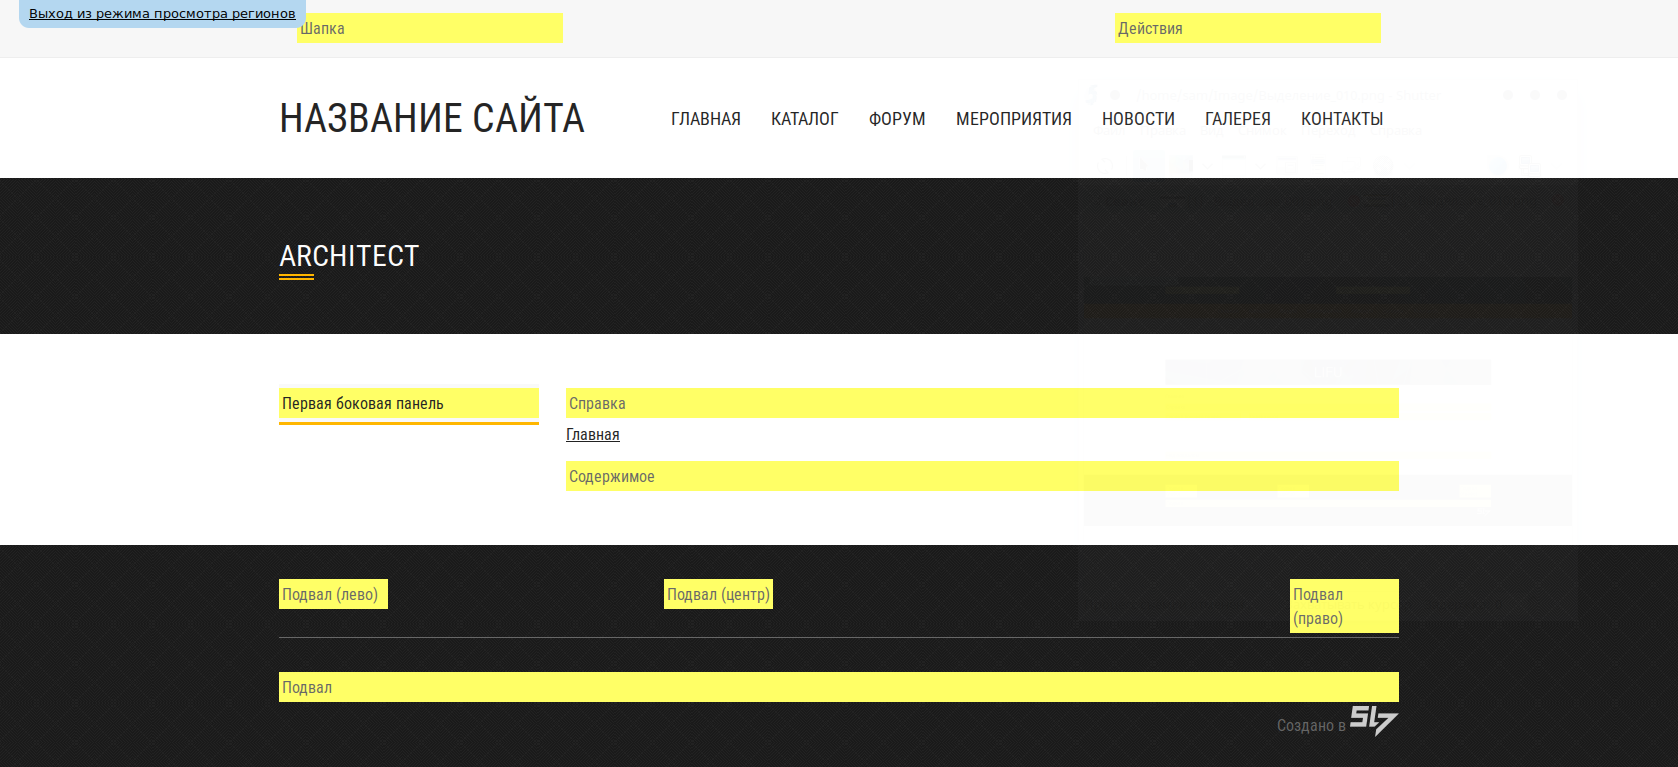 Выход из режима просмотра регионов
Шапка
Действия
НАЗВАНИЕ САЙТА
ГЛАВНАЯ КАТАЛОГ ФОРУМ МЕРОПРИЯТИЯ НОВОСТИ ГАЛЕРЕЯ КОНТАКТЫ
ARCHITECT
Первая боковая панель
Справка
Главная
Содержимое
Подвал (лево)
Подвал (центр)
Подвал
(право)
Подвал
Создано в